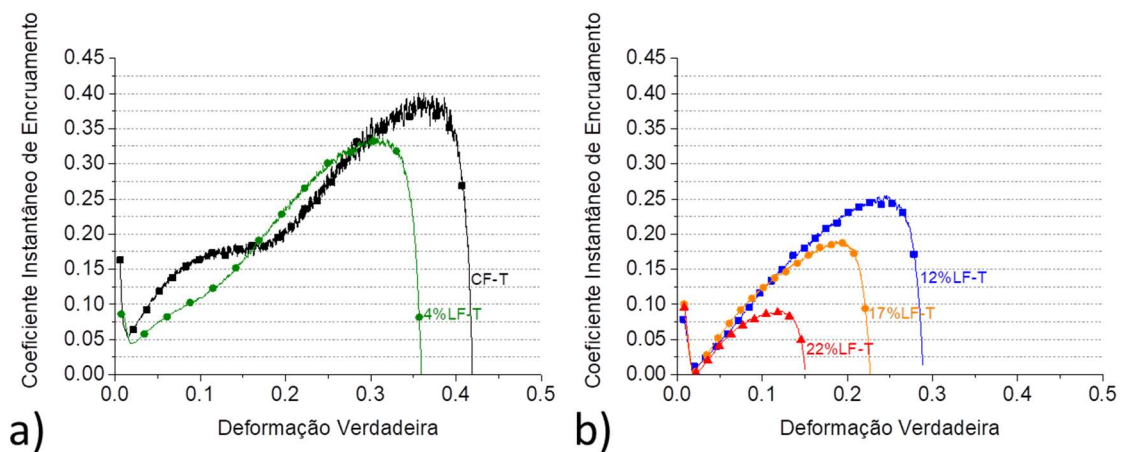 Coeficiente Instantâneo de Encruamento
0.45
0.40
0.35
0.30
0.25
0.20
0.15
0.10
0.05
0.00
CF-T
4%LF-T
0.0 0.1 0.2 0.3 0.4 0.5
Deformação Verdadeira
a)
Coeficiente Instantâneo de Encruamento
0.45
0.40
0.35
0.30
0.25
0.20
0.15
0.10
0.05
0.00
12%LF-T
17%LF-T
22%LF-T
0.0 0.1 0.2 0.3 0.4 0.5
Deformação Verdadeira
b)